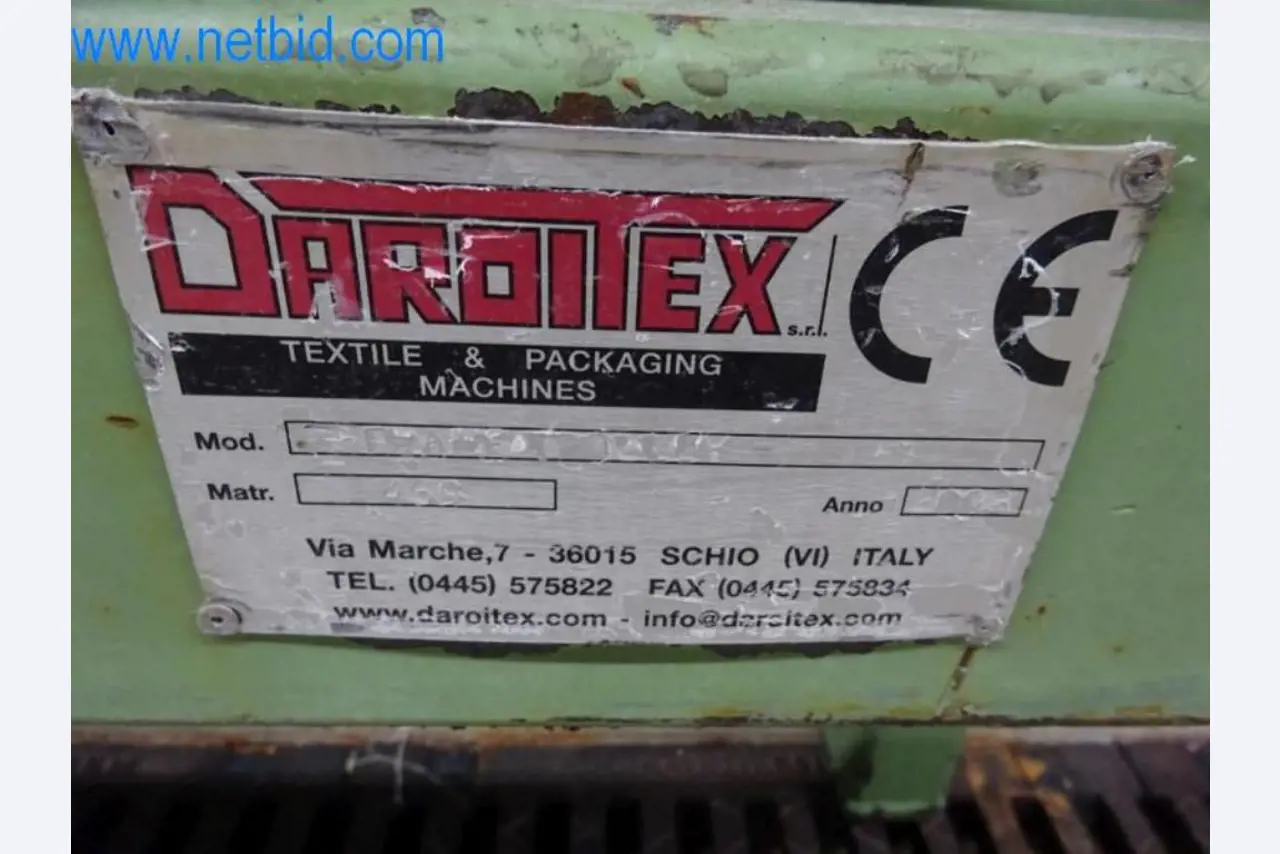 www.netbid.com
DAROITEX s.r.l.
CE
TEXTILE & PACKAGING
MACHINES
Mod.
Matr.
Anno
Via Marche,7 - 36015 SCHIO (VI) ITALY
TEL. (0445) 575822 FAX (0445) 575834
www.daroitex.com - info@daroitex.com